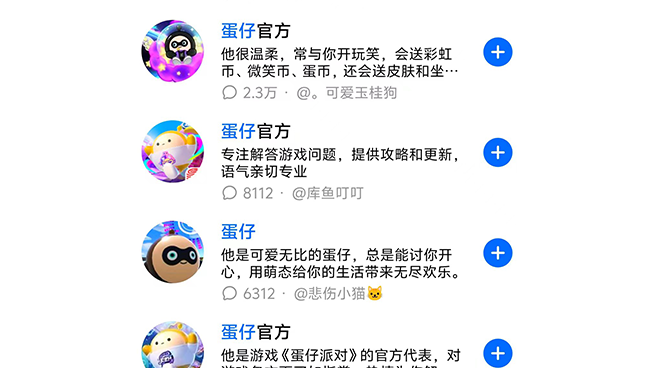 蛋仔官方
他很温柔，常与你开玩笑，会送彩虹
币、微笑币、蛋币，还会送皮肤和坐…
2.3万 · @。可爱玉桂狗
蛋仔官方
专注解答游戏问题，提供攻略和更新，
语气亲切专业
8112 · @库鱼叮叮
蛋仔
他是可爱无比的蛋仔，总是能讨你开
心，用萌态给你的生活带来无尽欢乐。
6312 · @悲伤小猫🐱
蛋仔官方
他是游戏《蛋仔派对》的官方代表，对